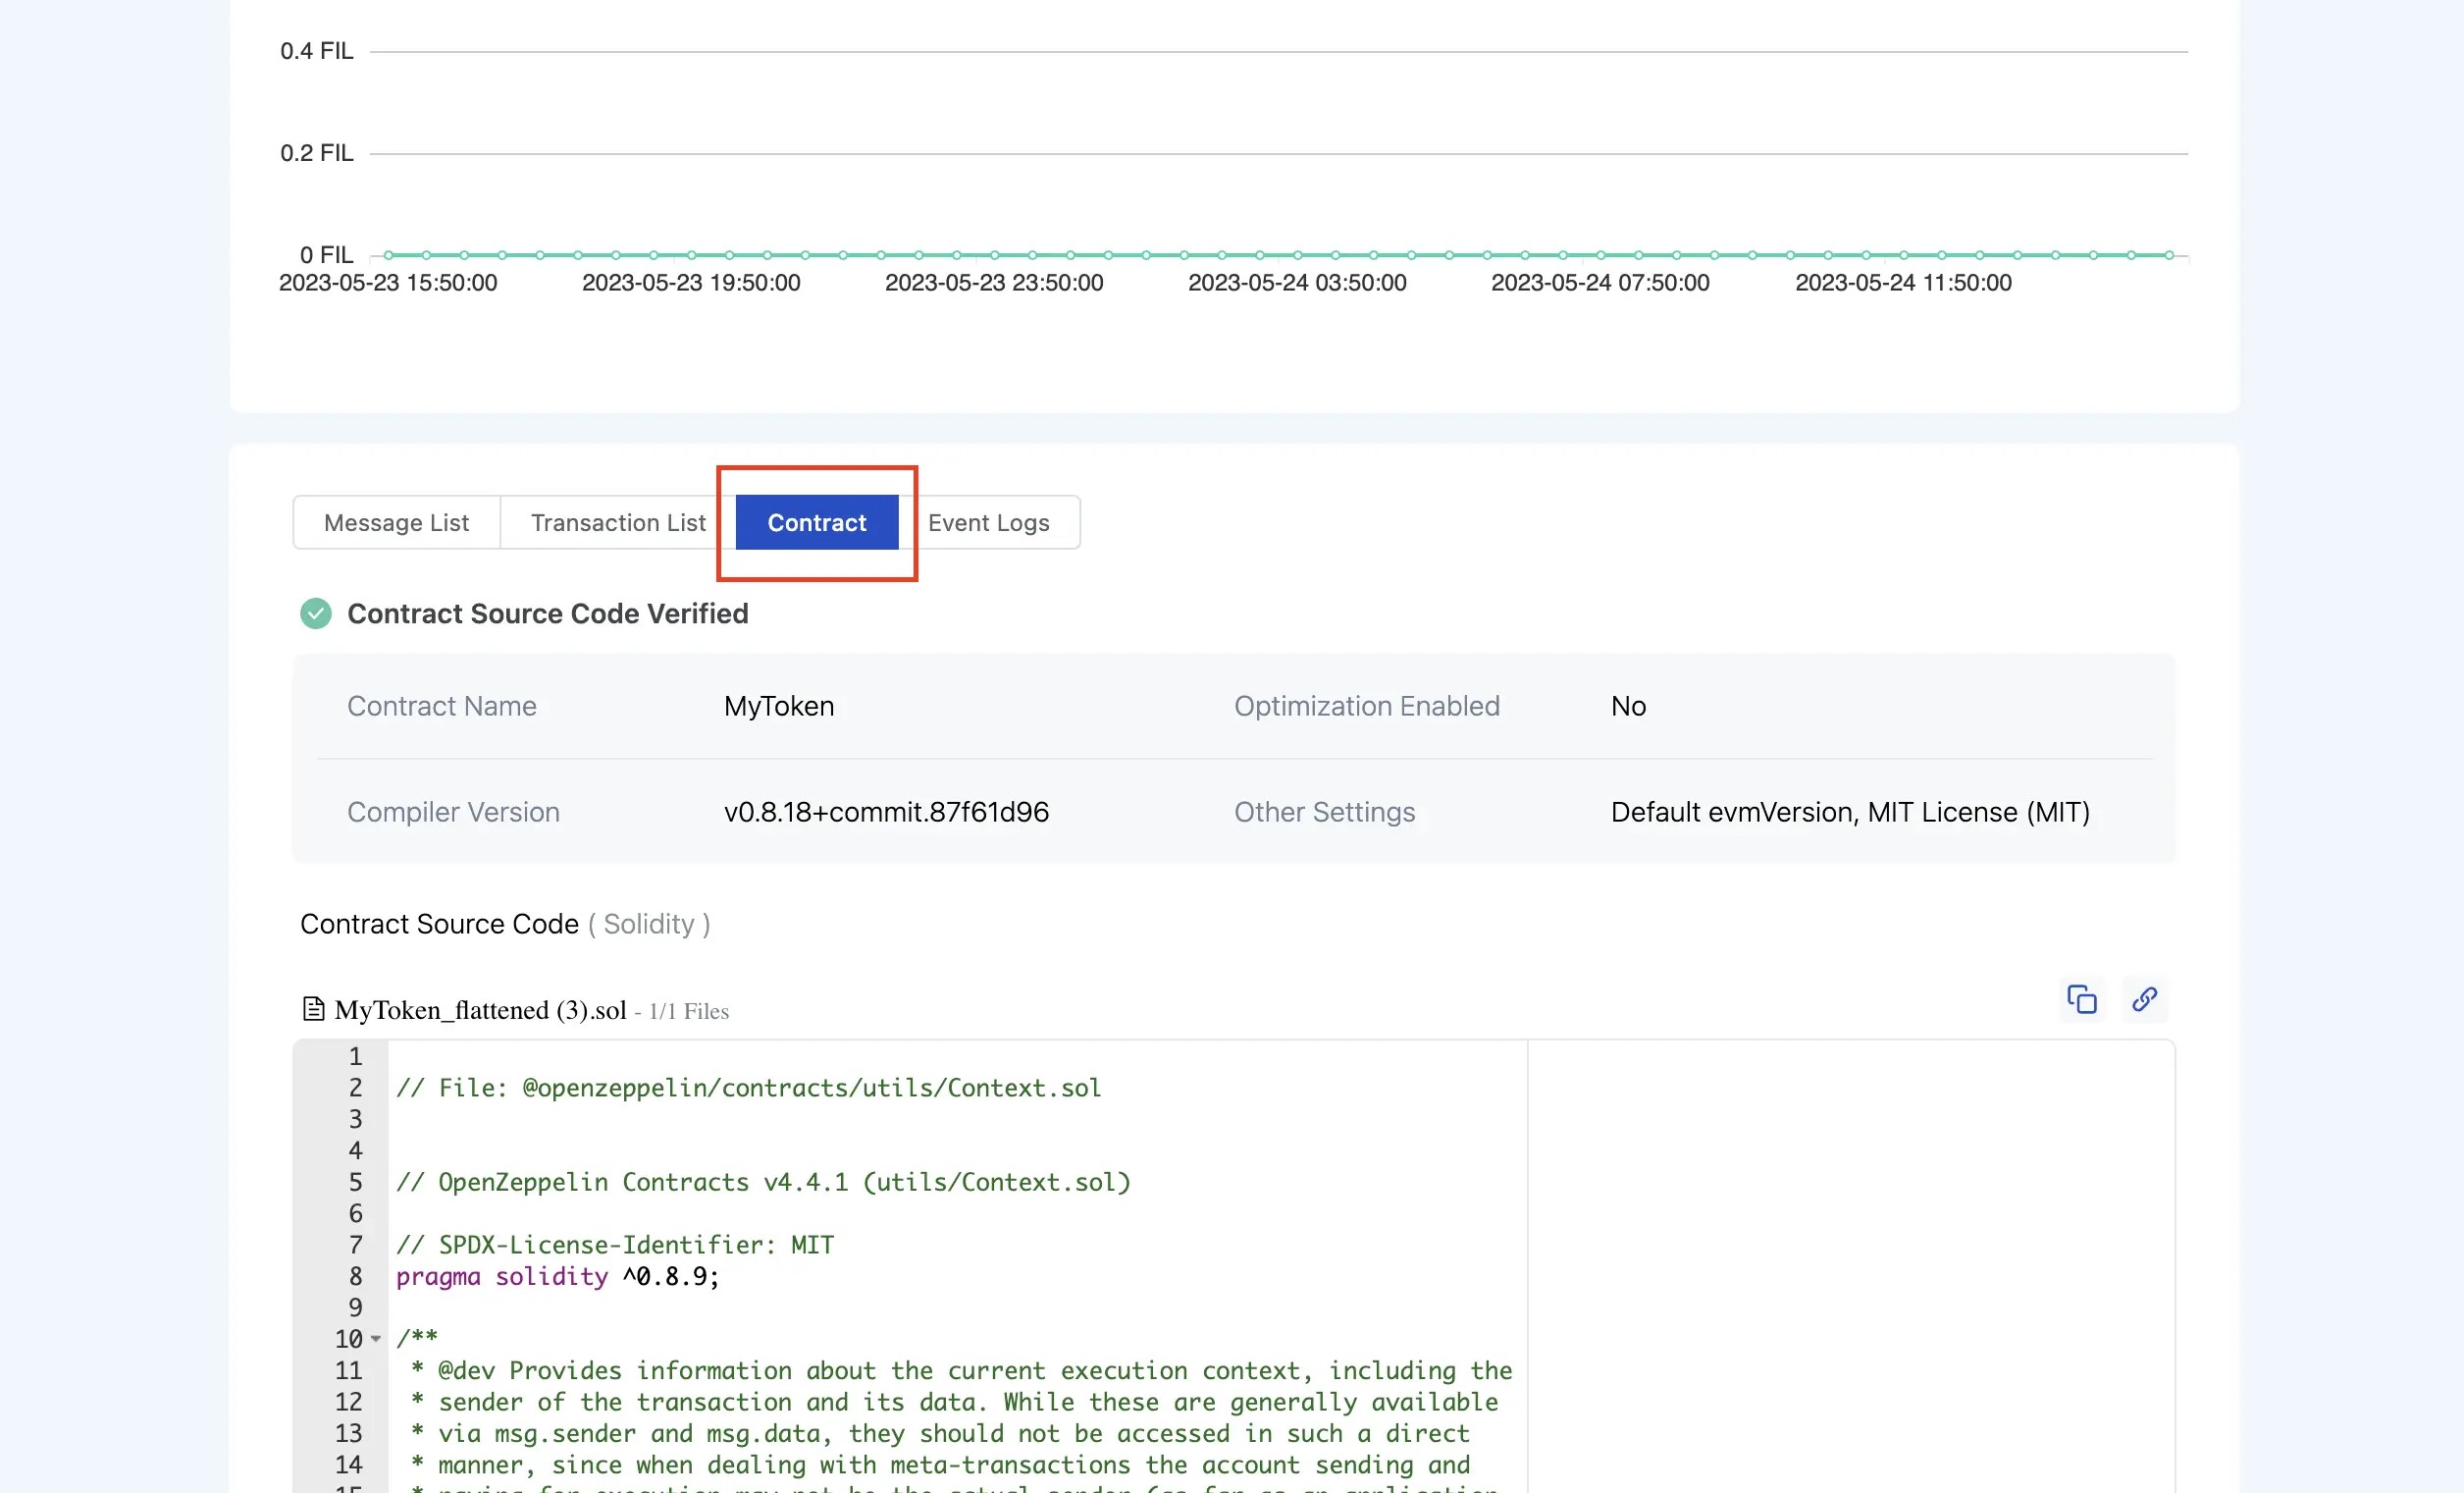 0.4 FIL
0.2 FIL
0 FIL
2023-05-23 15:50:00 2023-05-23 19:50:00 2023-05-23 23:50:00 2023-05-24 03:50:00 2023-05-24 07:50:00 2023-05-24 11:50:00
Message List Transaction List Contract Event Logs
Contract Source Code Verified
Contract Name MyToken Optimization Enabled No
Compiler Version v0.8.18+commit.87f61d96 Other Settings Default evmVersion, MIT License (MIT)
Contract Source Code ( Solidity )
MyToken_flattened (3).sol - 1/1 Files
1
2 // File: @openzeppelin/contracts/utils/Context.sol
3
4
5 // OpenZeppelin Contracts v4.4.1 (utils/Context.sol)
6
7 // SPDX-License-Identifier: MIT
8 pragma solidity ^0.8.9;
9
10 /**
11 * @dev Provides information about the current execution context, including the
12 * sender of the transaction and its data. While these are generally available
13 * via msg.sender and msg.data, they should not be accessed in such a direct
14 * manner, since when dealing with meta-transactions the account sending and